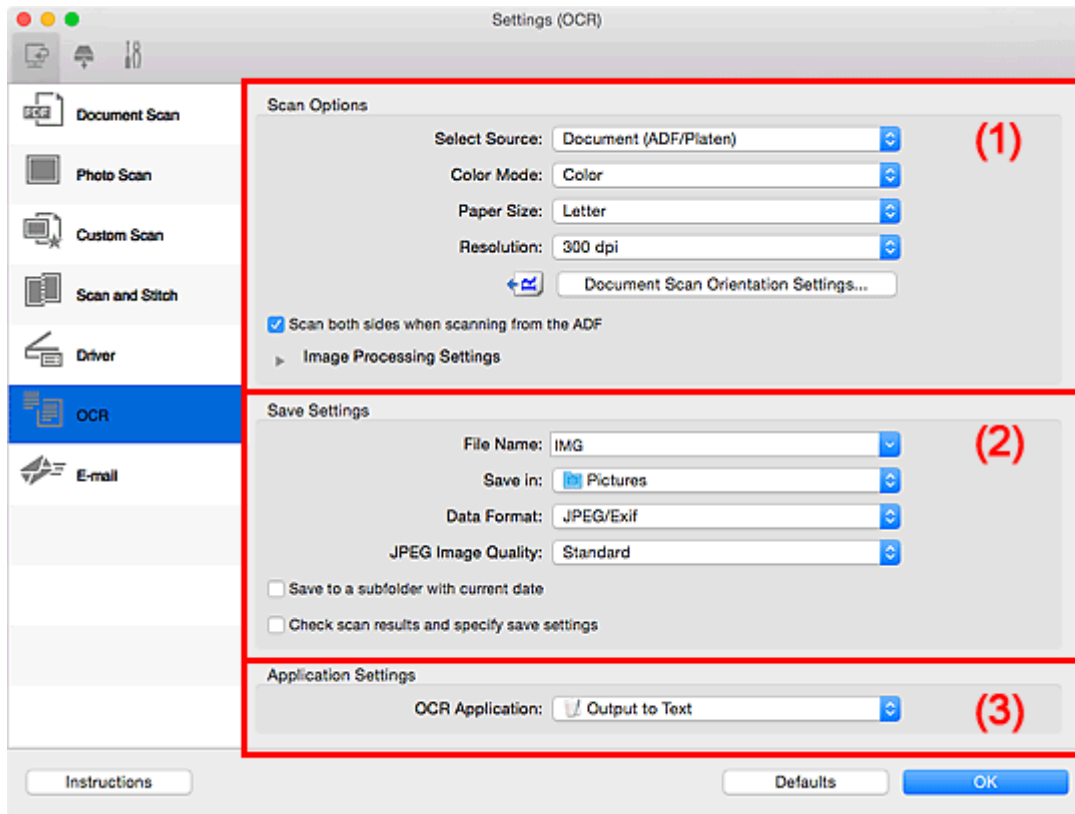 Settings (OCR)
Document Scan
Photo Scan
Custom Scan
Scan and Stitch
Driver
OCR
E-mail
Scan Options
(1)
Select Source: Document (ADF/Platen)
Color Mode: Color
Paper Size: Letter
Resolution: 300 dpi
Document Scan Orientation Settings...
Scan both sides when scanning from the ADF
Image Processing Settings
Save Settings
(2)
File Name: IMG
Save in: Pictures
Data Format: JPEG/Exif
JPEG Image Quality: Standard
Save to a subfolder with current date
Check scan results and specify save settings
Application Settings
OCR Application: Output to Text
(3)
Instructions
Defaults
OK